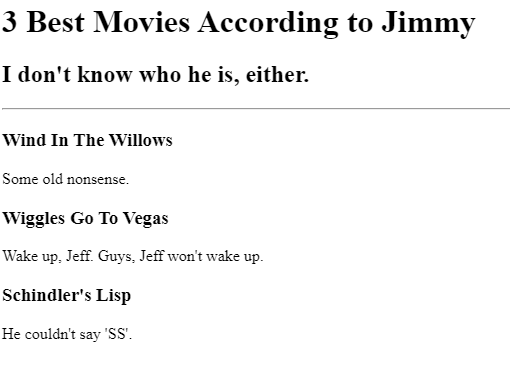 3 Best Movies According to Jimmy
I don't know who he is, either.
Wind In The Willows
Some old nonsense.
Wiggles Go To Vegas
Wake up, Jeff. Guys, Jeff won't wake up.
Schindler's Lisp
He couldn't say 'SS'.